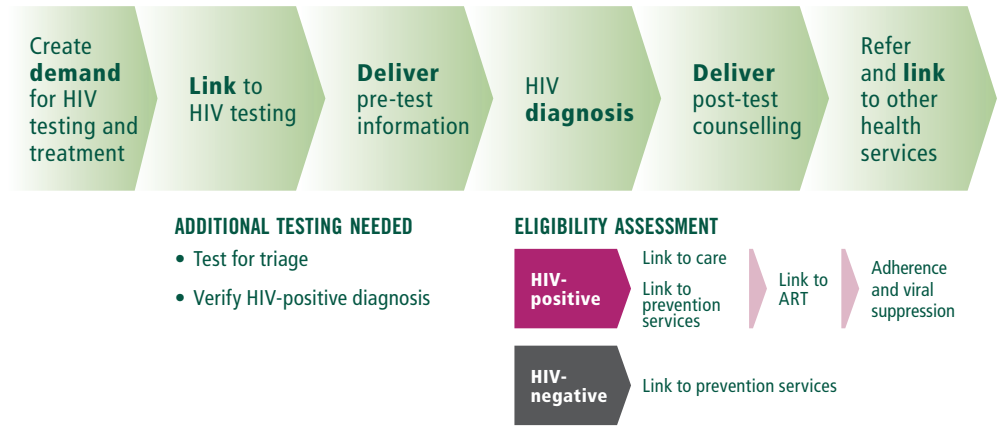 Create
demand
for HIV
testing and
treatment
Link to
HIV testing
Deliver
pre-test
information
HIV
diagnosis
Deliver
post-test
counselling
Refer
and link
to other
health
services
ADDITIONAL TESTING NEEDED
• Test for triage
• Verify HIV-positive diagnosis
ELIGIBILITY ASSESSMENT
HIV-
positive
Link to care
Link to
prevention
services
Link to
ART
Adherence
and viral
suppression
HIV-
negative
Link to prevention services